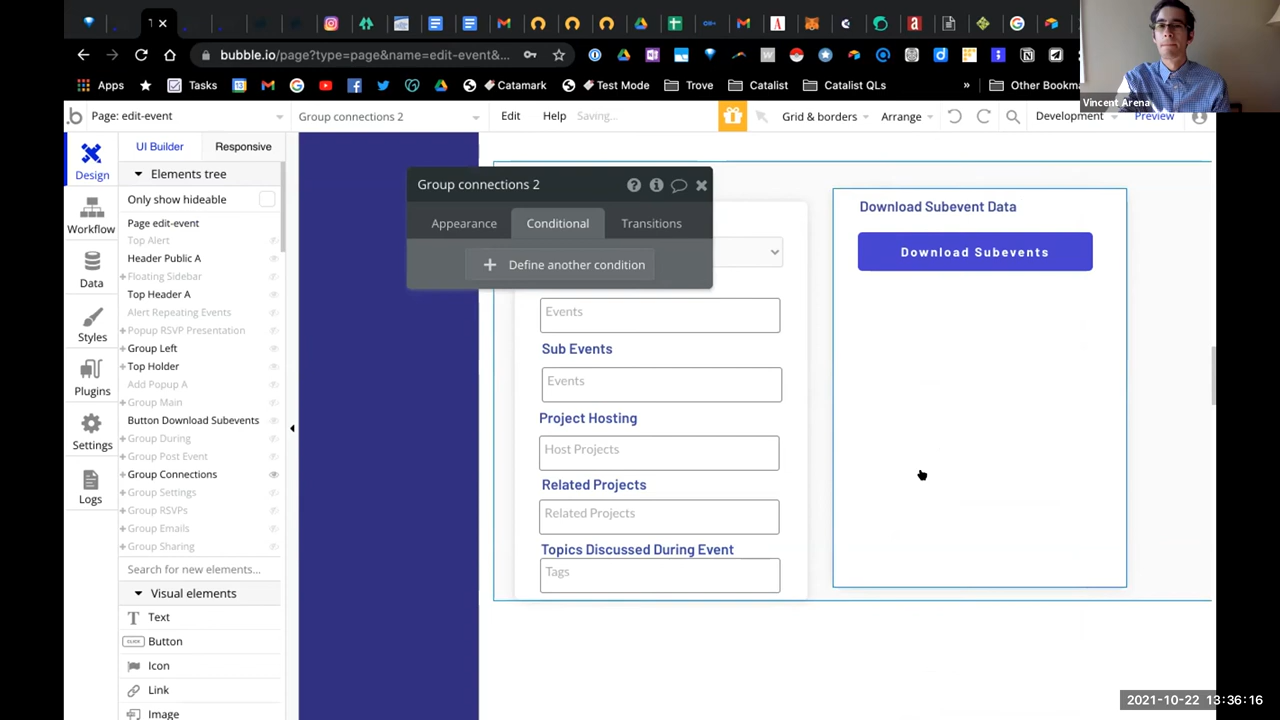 bubble.io/page?type=page&name=edit-event&...
Apps
Tasks
Catamark
Test Mode
Trove
Catalist
Catalist QLs
»
Other Bookma
Vincent Arena
Page: edit-event
Group connections 2
Edit
Help
Saving...
Grid & borders
Arrange
Development
Preview
UI Builder
Responsive
Design
Workflow
Data
Styles
Plugins
Settings
Logs
Elements tree
Only show hideable
Page edit-event
Top Alert
Header Public A
Floating Sidebar
Top Header A
Alert Repeating Events
Popup RSVP Presentation
Group Left
Top Holder
Add Popup A
Group Main
Button Download Subevents
Group During
Group Post Event
Group Connections
Group Settings
Group RSVPs
Group Emails
Group Sharing
Search for new elements...
Visual elements
Text
CLICK Button
Icon
Link
Image
Group connections 2
Appearance
Conditional
Transitions
+ Define another condition
Events
Sub Events
Events
Project Hosting
Host Projects
Related Projects
Related Projects
Topics Discussed During Event
Tags
Download Subevent Data
Download Subevents
2021-10-22 13:36:16